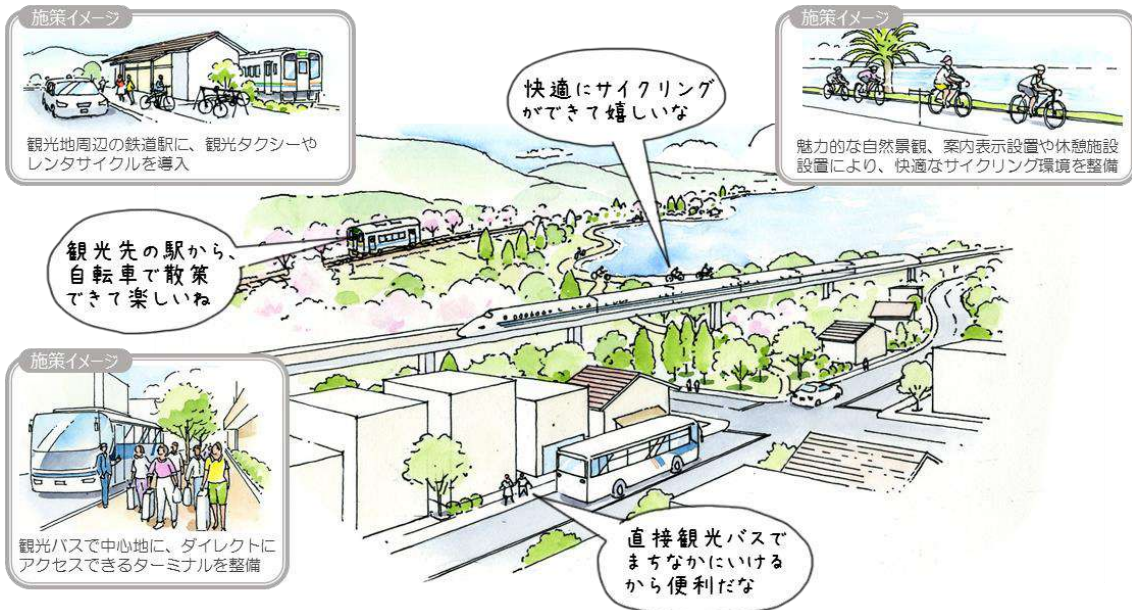 施策イメージ
観光地周辺の鉄道駅に、観光タクシーや
レンタサイクルを導入
施策イメージ
魅力的な自然景観、案内表示設置や休憩施設
設置により、快適なサイクリング環境を整備
快適にサイクリング
ができて嬉しいな
観光先の駅から、
自転車で散策
できて楽しいね
施策イメージ
観光バスで中心地に、ダイレクトに
アクセスできるターミナルを整備
直接観光バスで
まちなかにいける
から便利だな